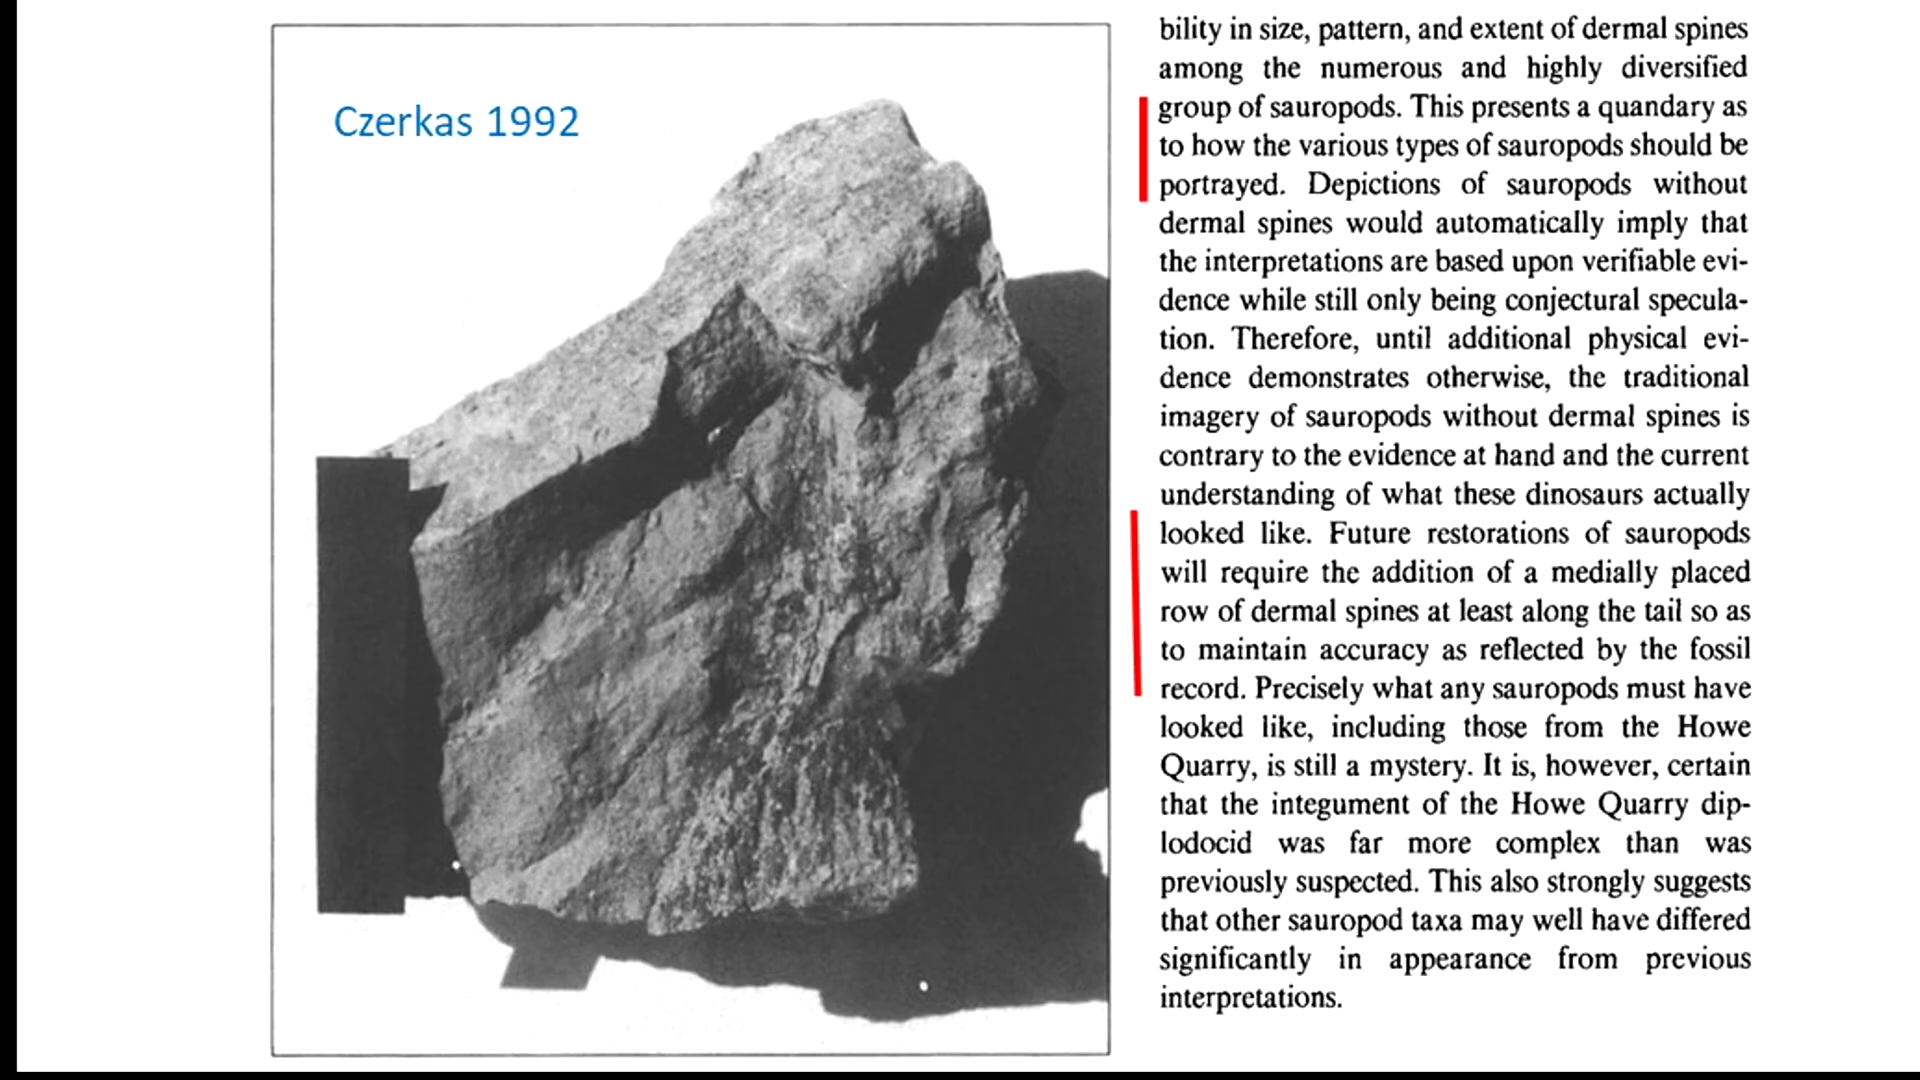 Czerkas 1992
bility in size, pattern, and extent of dermal spines
among the numerous and highly diversified
group of sauropods. This presents a quandary as
to how the various types of sauropods should be
portrayed. Depictions of sauropods without
dermal spines would automatically imply that
the interpretations are based upon verifiable evi-
dence while still only being conjectural specula-
tion. Therefore, until additional physical evi-
dence demonstrates otherwise, the traditional
imagery of sauropods without dermal spines is
contrary to the evidence at hand and the current
understanding of what these dinosaurs actually
looked like. Future restorations of sauropods
will require the addition of a medially placed
row of dermal spines at least along the tail so as
to maintain accuracy as reflected by the fossil
record. Precisely what any sauropods must have
looked like, including those from the Howe
Quarry, is still a mystery. It is, however, certain
that the integument of the Howe Quarry dip-
lodocid was far more complex than was
previously suspected. This also strongly suggests
that other sauropod taxa may well have differed
significantly in appearance from previous
interpretations.